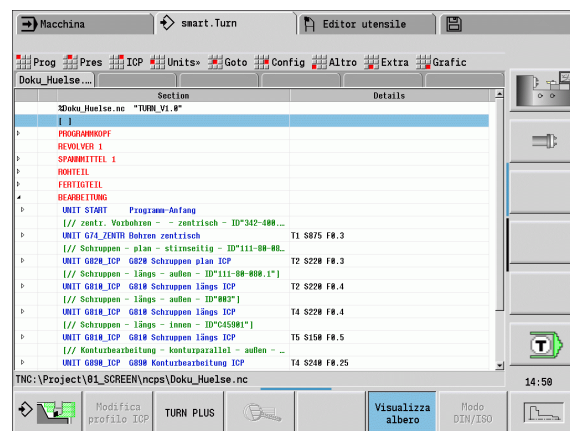 Macchina smart.Turn Editor utensile
Prog Pres ICP Units» Goto Config Altro Extra Grafic
Doku_Huelse....
Section Details
%Doku_Huelse.nc "TURN_V1.0"
[ ]
PROGRAMMKOPF
REVOLVER 1
SPANNMITTEL 1
ROHTEIL
FERTIGTEIL
BEARBEITUNG
UNIT START Programm-Anfang
[// zentr. Vorbohren - - zentrisch - ID"342-400...
UNIT G74_ZENTR Bohren zentrisch T1 S875 F0.3
[// Schruppen - plan - stirnseitig - ID"111-80-08...
UNIT G820_ICP G820 Schruppen plan ICP T2 S220 F0.3
[// Schruppen - längs - außen - ID"111-80-080.1"]
UNIT G810_ICP G810 Schruppen längs ICP T2 S220 F0.4
[// Schruppen - längs - außen - ID"003"]
UNIT G810_ICP G810 Schruppen längs ICP T4 S220 F0.4
[// Schruppen - längs - innen - ID"C45901"]
UNIT G810_ICP G810 Schruppen längs ICP T5 S150 F0.5
[// Konturbearbeitung - konturparallel - außen - ...
UNIT G890_ICP G890 Konturbearbeitung ICP T4 S240 F0.25
TNC:\Project\01_SCREEN\ncps\Doku_Huelse.nc
14:50
T
Modifica profilo ICP
TURN PLUS
Visualizza albero
Modo DIN/ISO